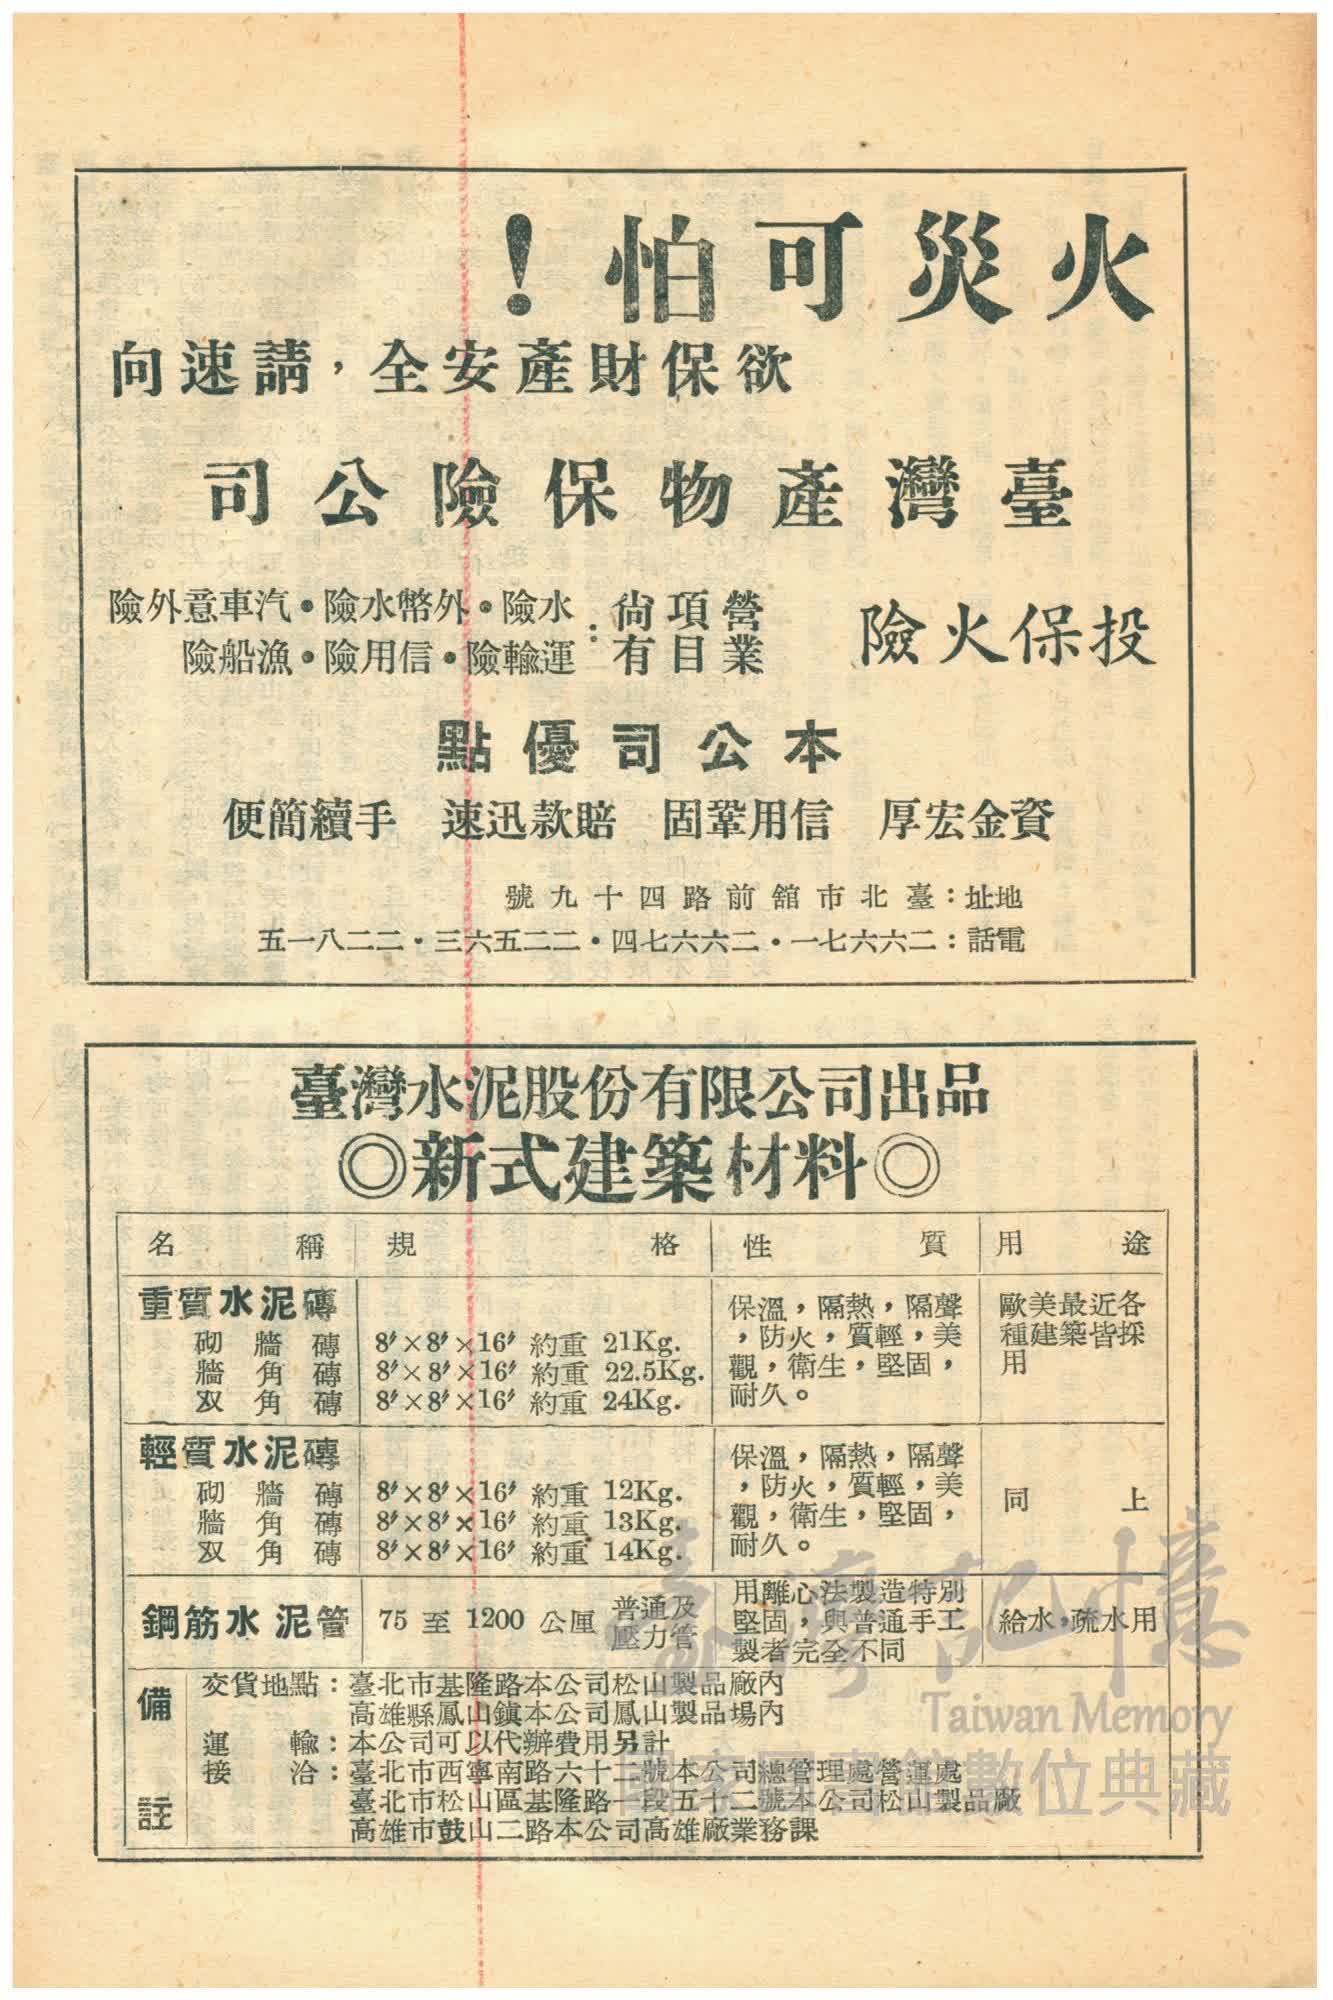 火災可怕！
欲保財產安全，請速向
臺灣產物保險公司
投保火險
營業項目尚有：
水險・外幣水險・汽車意外險
運輸險・信用險・漁船險
本公司優點
資金宏厚　信用鞏固　賠款迅速　手續簡便
地址：臺北市舘前路四十九號
電話：二六六七一・二六六七四・二二五六三・二二八一五
臺灣水泥股份有限公司出品
◎新式建築材料◎
名稱　規格　性質　用途
重質水泥磚
砌牆磚　8″×8″×16″ 約重 21Kg.
牆角磚　8″×8″×16″ 約重 22.5Kg.
双角磚　8″×8″×16″ 約重 24Kg.
保溫，隔熱，隔聲
，防火，質輕，美
觀，衛生，堅固，
耐久。
歐美最近各
種建築皆採
用
輕質水泥磚
砌牆磚　8″×8″×16″ 約重 12Kg.
牆角磚　8″×8″×16″ 約重 13Kg.
双角磚　8″×8″×16″ 約重 14Kg.
保溫，隔熱，隔聲
，防火，質輕，美
觀，衛生，堅固，
耐久。
同上
鋼筋水泥管
75 至 1200 公厘
普通及
壓力管
用離心法製造特別
堅固，與普通手工
製者完全不同
給水，疏水用
備註
交貨地點：臺北市基隆路本公司松山製品廠內
高雄縣鳳山鎮本公司鳳山製品場內
運輸：本公司可以代辦費用另計
接洽：臺北市西寧南路六十二號本公司總管理處營運處
臺北市松山區基隆路一段五十二號本公司松山製品廠
高雄市鼓山二路本公司高雄廠業務課
臺灣記憶
Taiwan Memory
國家圖書館數位典藏